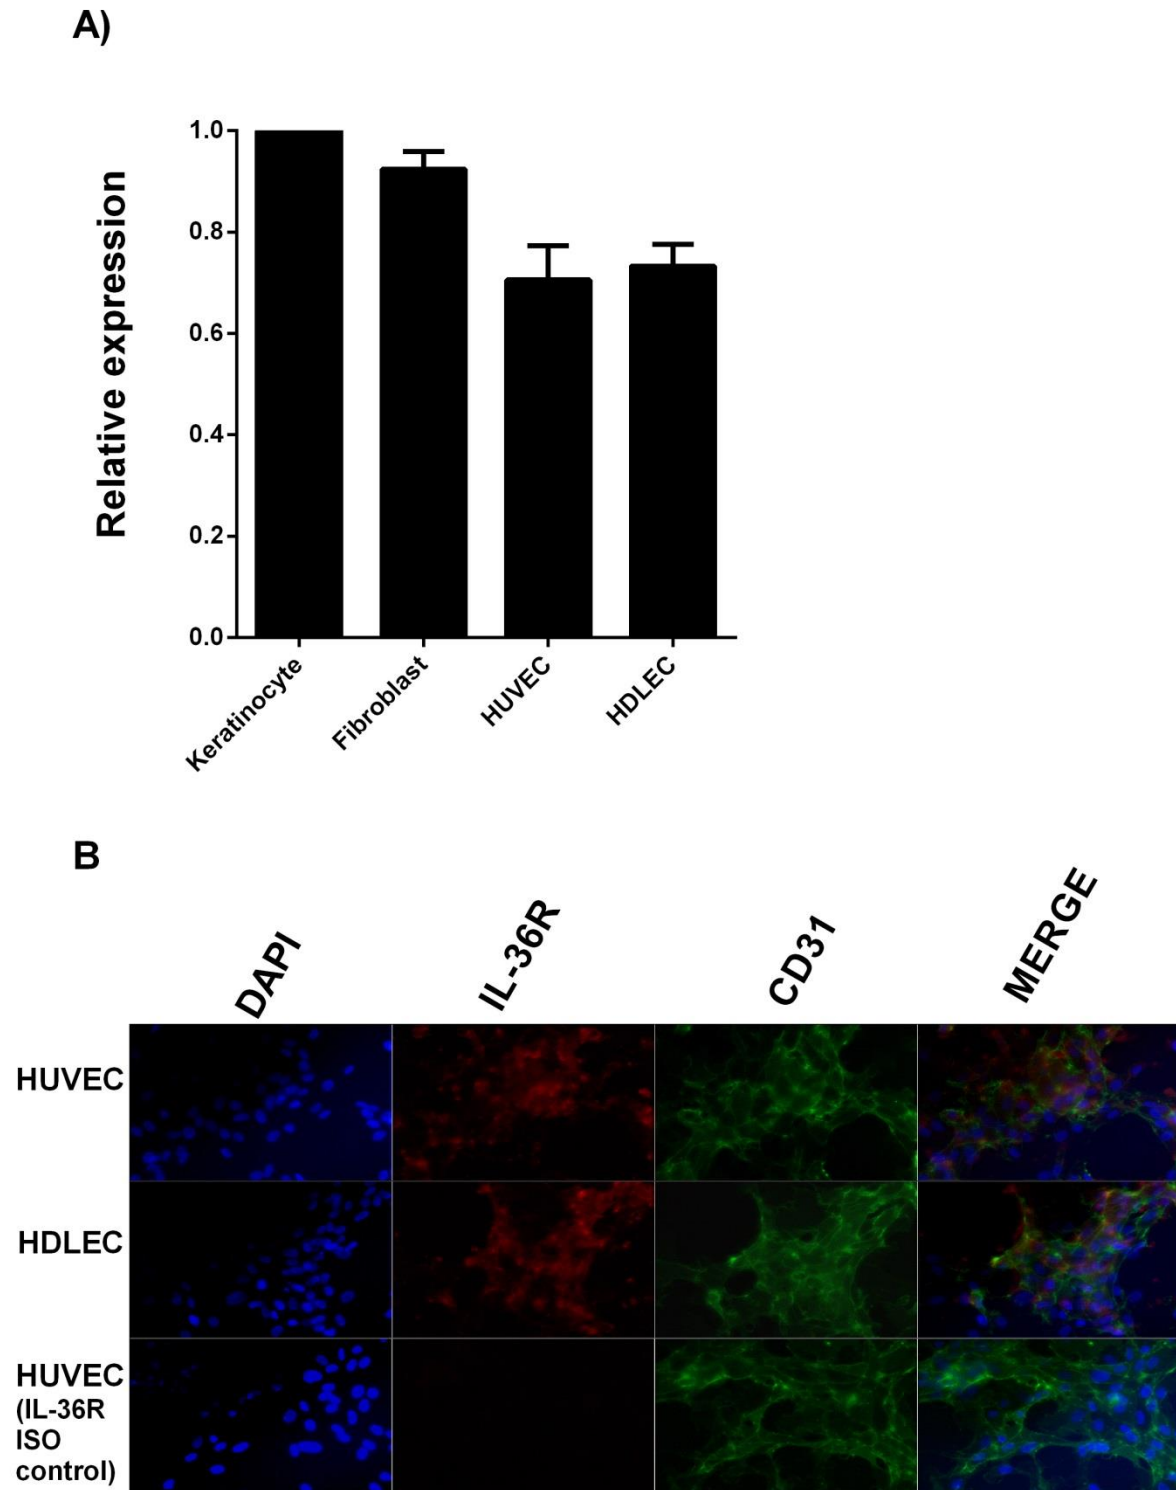 A)
Relative expression
1.0
0.8
0.6
0.4
0.2
0.0
Keratinocyte
Fibroblast
HUVEC
HDLEC
B
DAPI
IL-36R
CD31
MERGE
HUVEC
HDLEC
HUVEC
(IL-36R
ISO
control)